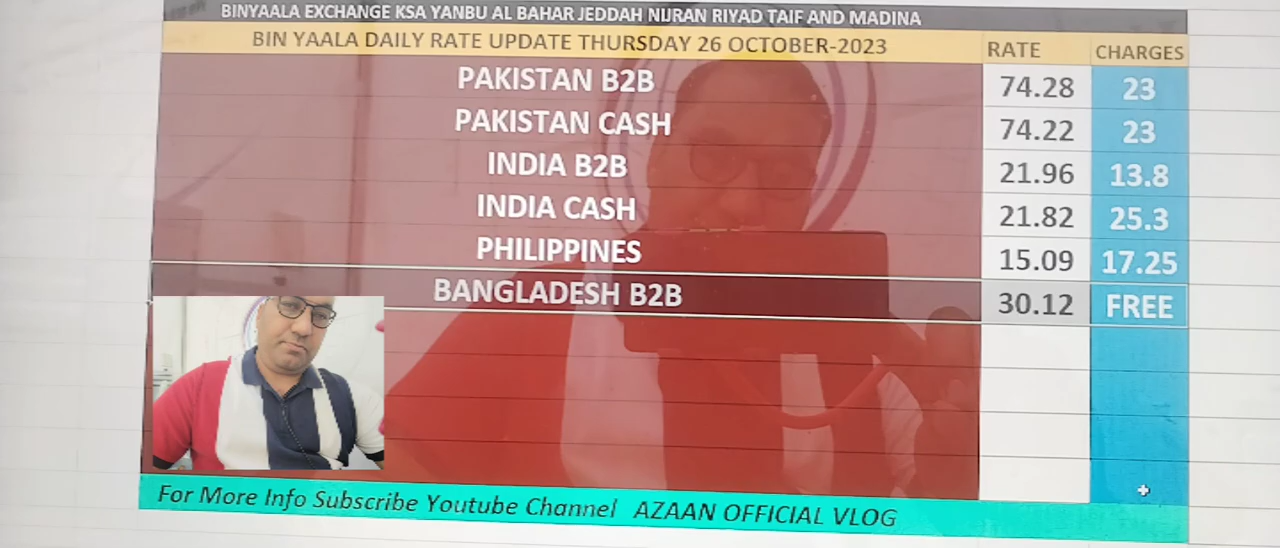 BINYAALA EXCHANGE KSA YANBU AL BAHAR JEDDAH NIJRAN RIYAD TAIF AND MADINA
BIN YAALA DAILY RATE UPDATE THURSDAY 26 OCTOBER-2023 RATE CHARGES
PAKISTAN B2B 74.28 23
PAKISTAN CASH 74.22 23
INDIA B2B 21.96 13.8
INDIA CASH 21.82 25.3
PHILIPPINES 15.09 17.25
BANGLADESH B2B 30.12 FREE
For More Info Subscribe Youtube Channel AZAAN OFFICIAL VLOG